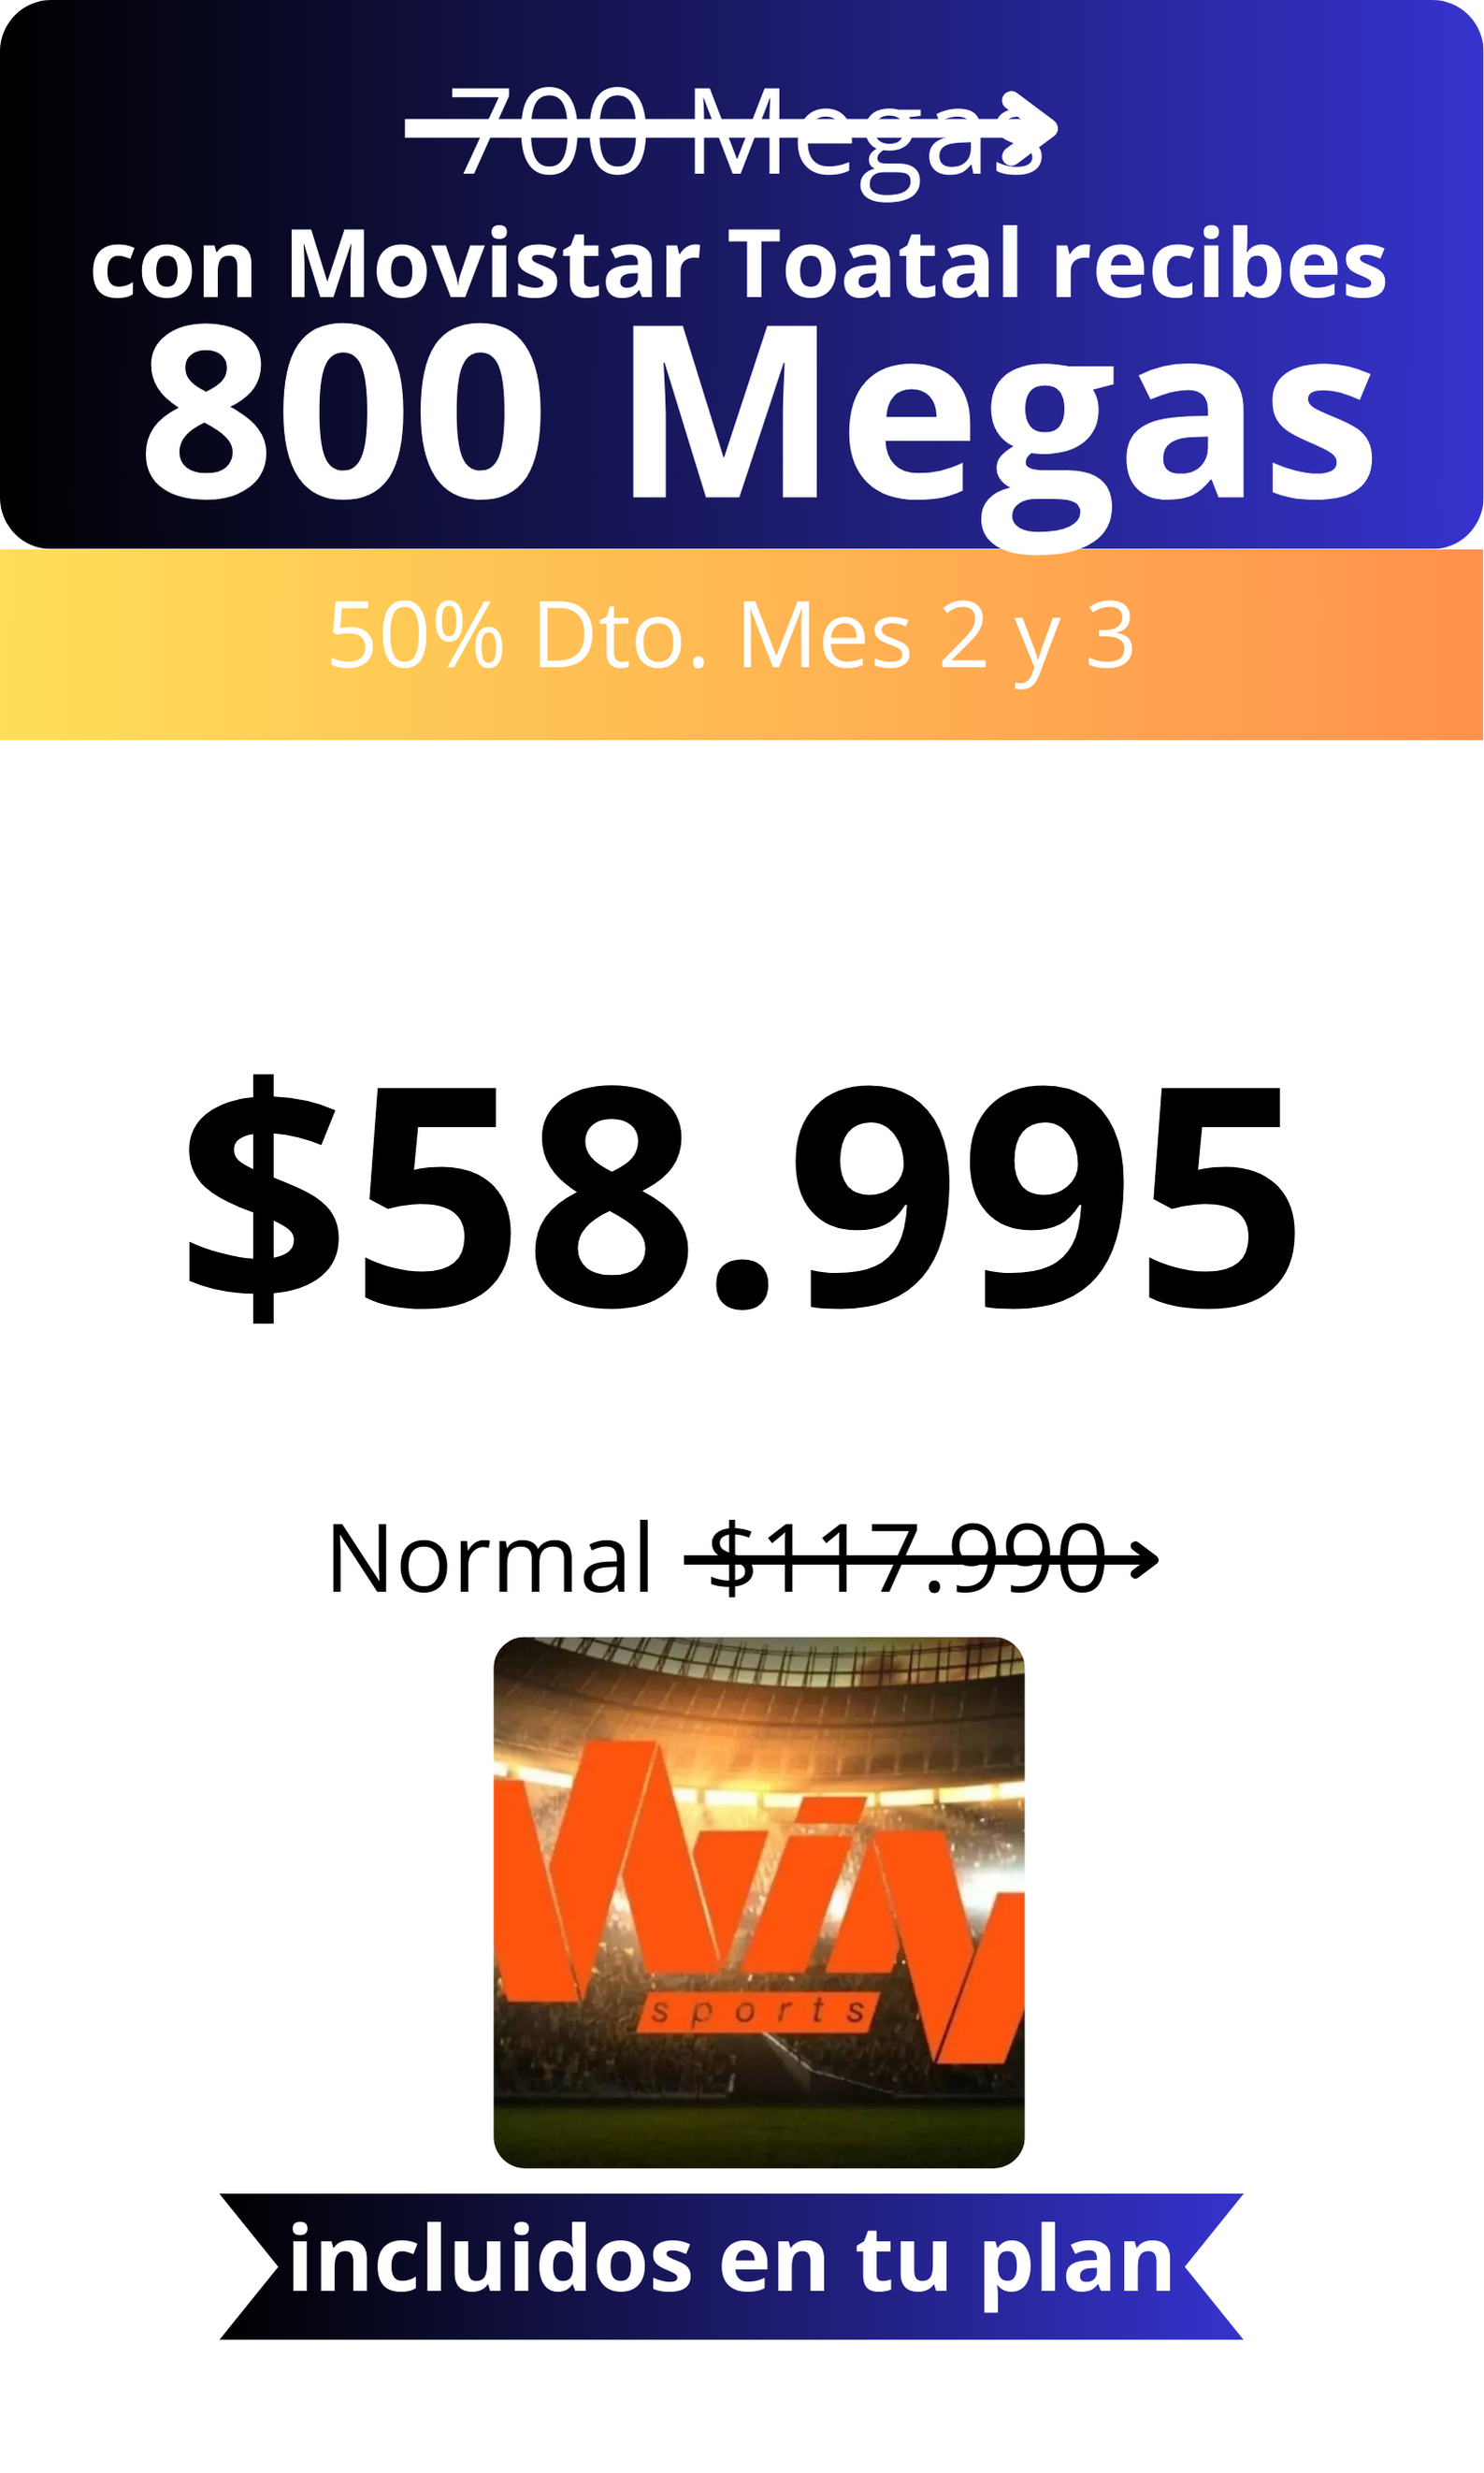 700 Megas
con Movistar Toatal recibes
800 Megas
50% Dto. Mes 2 y 3
$58.995
Normal $117.990
Win
sports
incluidos en tu plan